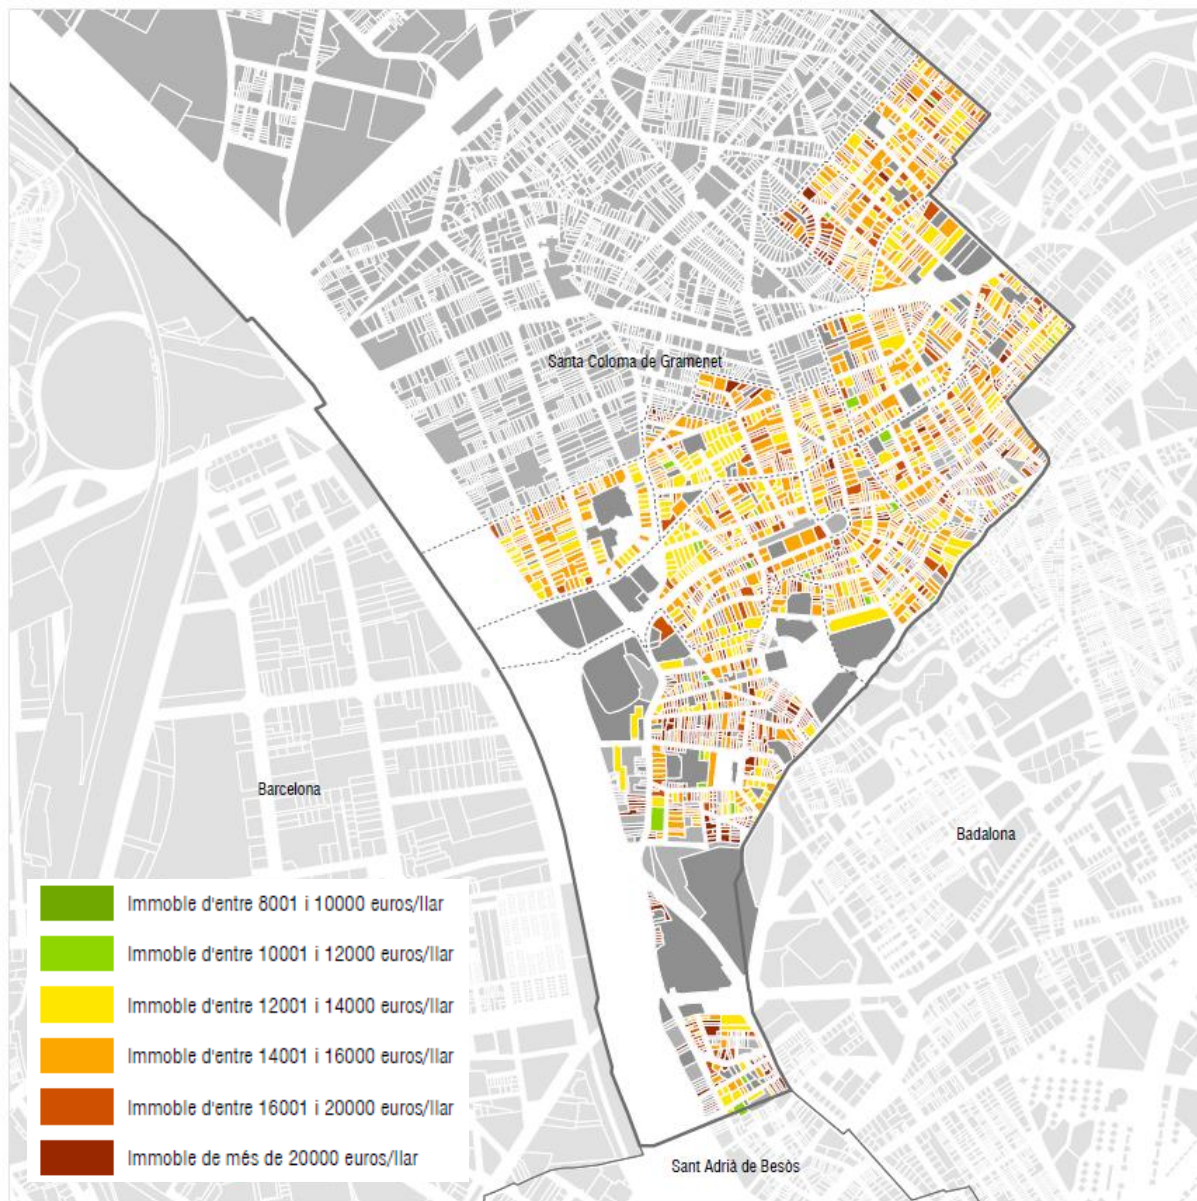 Santa Coloma de Gramenet
Barcelona
Badalona
Immoble d'entre 8001 i 10000 euros/llar
Immoble d'entre 10001 i 12000 euros/llar
Immoble d'entre 12001 i 14000 euros/llar
Immoble d'entre 14001 i 16000 euros/llar
Immoble d'entre 16001 i 20000 euros/llar
Immoble de més de 20000 euros/llar
Sant Adrià de Besòs